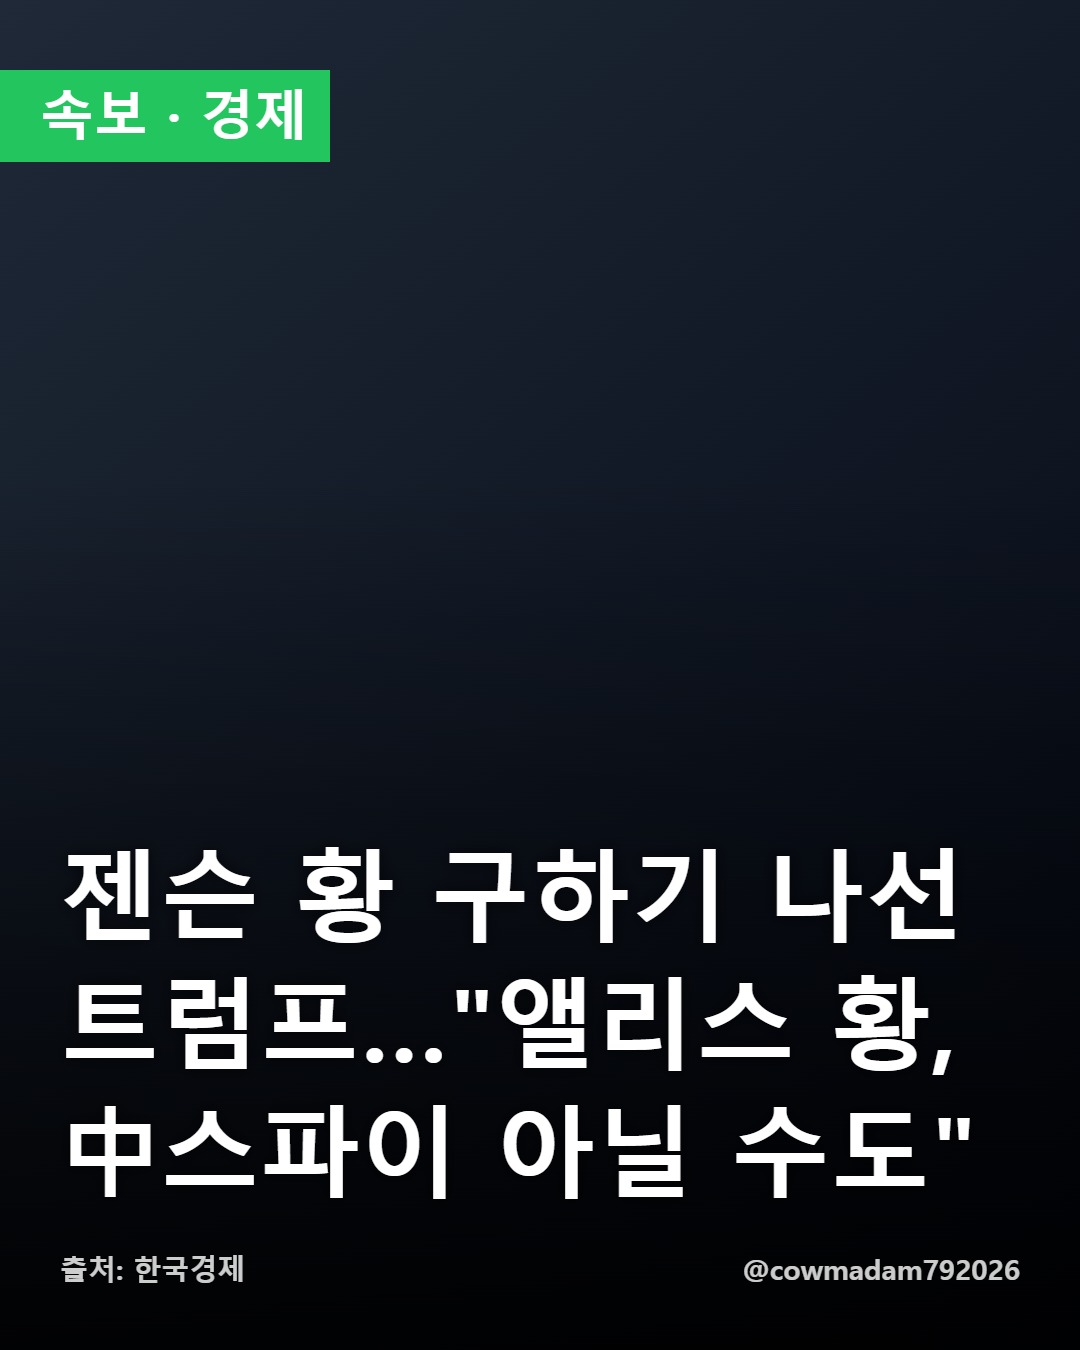 속보 · 경제
젠슨 황 구하기 나선
트럼프..."앨리스 황,
中스파이 아닐 수도"
출처: 한국경제
@cowmadam792026